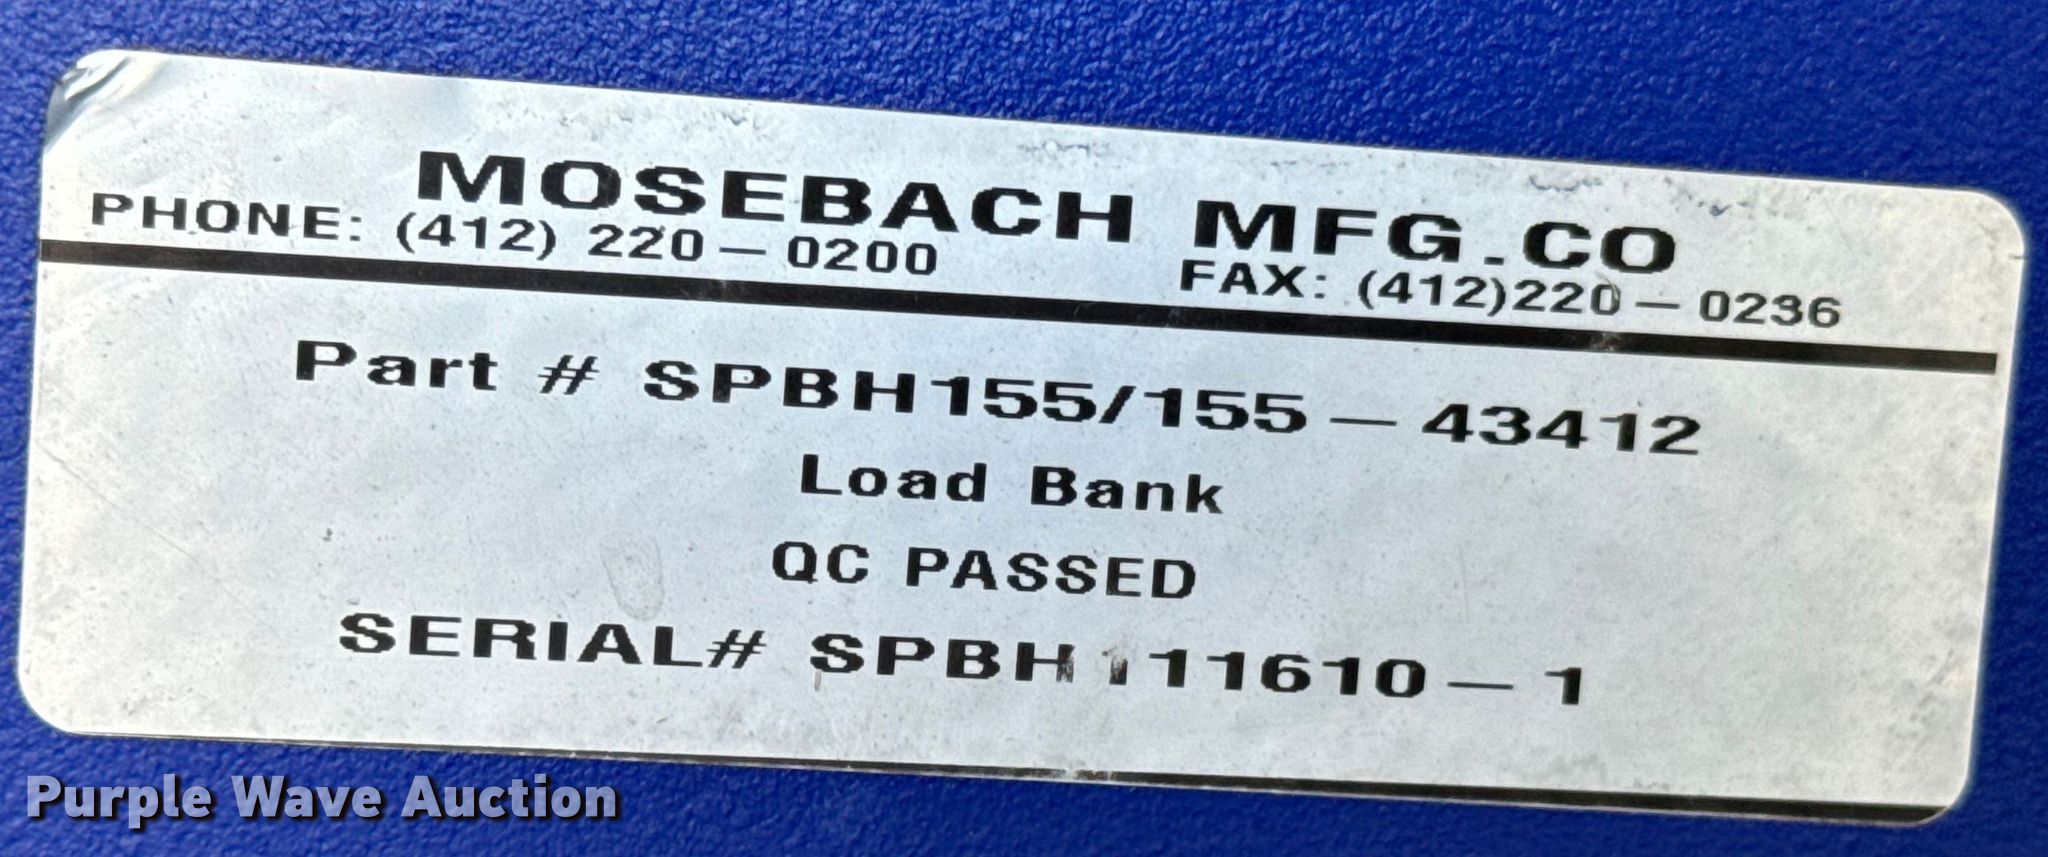 MOSEBACH MFG.CO
PHONE: (412) 220-0200 FAX: (412)220-0236
Part # SPBH155/155-43412
Load Bank
QC PASSED
SERIAL# SPBH111610-1
Purple Wave Auction